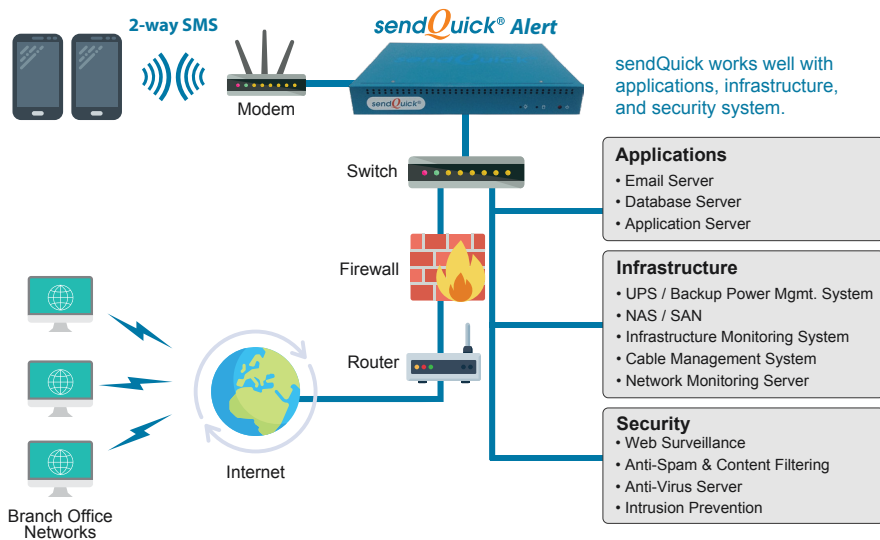 2-way SMS
sendQuick® Alert
sendQuick®
Modem
sendQuick works well with
applications, infrastructure,
and security system.
Switch
Applications
• Email Server
• Database Server
• Application Server
Firewall
Infrastructure
• UPS / Backup Power Mgmt. System
• NAS / SAN
• Infrastructure Monitoring System
• Cable Management System
• Network Monitoring Server
Router
Security
• Web Surveillance
• Anti-Spam & Content Filtering
• Anti-Virus Server
• Intrusion Prevention
Internet
Branch Office
Networks